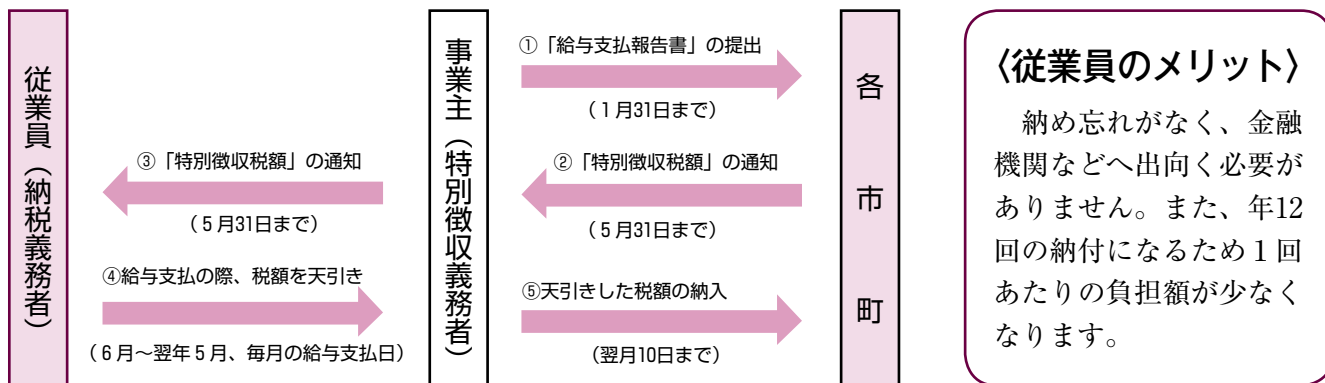 従業員（納税義務者）
事業主（特別徴収義務者）
各市町
①「給与支払報告書」の提出
（１月31日まで）
②「特別徴収税額」の通知
（５月31日まで）
③「特別徴収税額」の通知
（５月31日まで）
④給与支払の際、税額を天引き
（６月～翌年５月、毎月の給与支払日）
⑤天引きした税額の納入
（翌月10日まで）
〈従業員のメリット〉
　納め忘れがなく、金融
機関などへ出向く必要が
ありません。また、年12
回の納付になるため１回
あたりの負担額が少なく
なります。